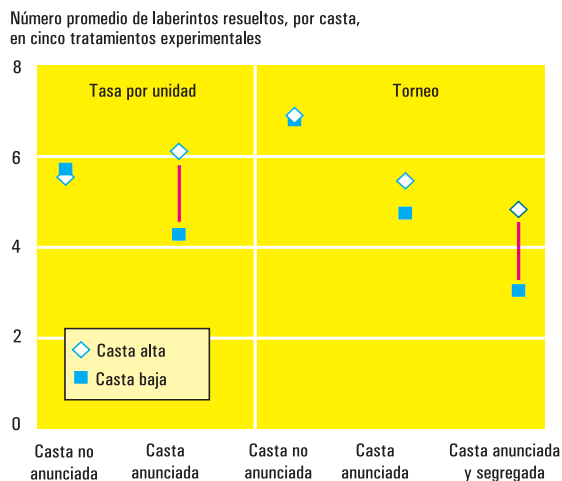 Número promedio de laberintos resueltos, por casta,
en cinco tratamientos experimentales
8
Tasa por unidad
Torneo
6
4
2
Casta alta
Casta baja
0
Casta no
anunciada
Casta
anunciada
Casta no
anunciada
Casta
anunciada
Casta anunciada
y segregada